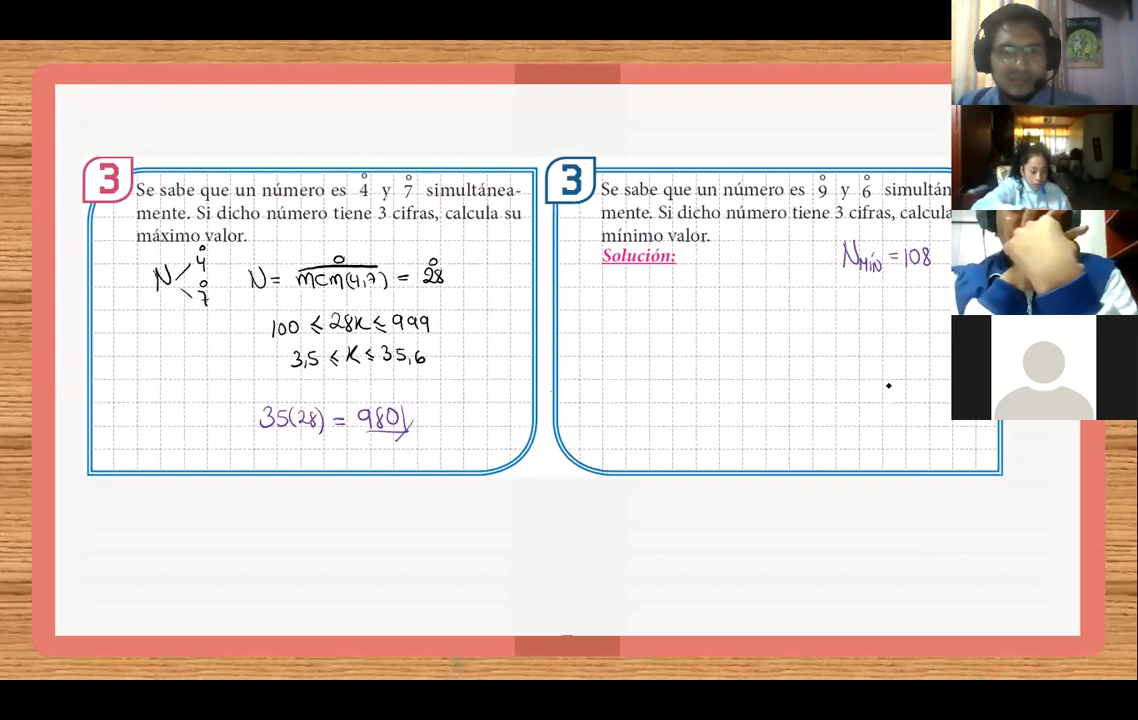 3
Se sabe que un número es 4̊ y 7̊ simultánea-
mente. Si dicho número tiene 3 cifras, calcula su
máximo valor.
N 4̊ 7̊
N = mcm(4,7) = 28̊
100 ≤ 28K ≤ 999
3,5 ≤ K ≤ 35,6
35(28) = 980
3
Se sabe que un número es 9̊ y 6̊ simultán
mente. Si dicho número tiene 3 cifras, calcula
mínimo valor.
Solución:
NMÍN = 108